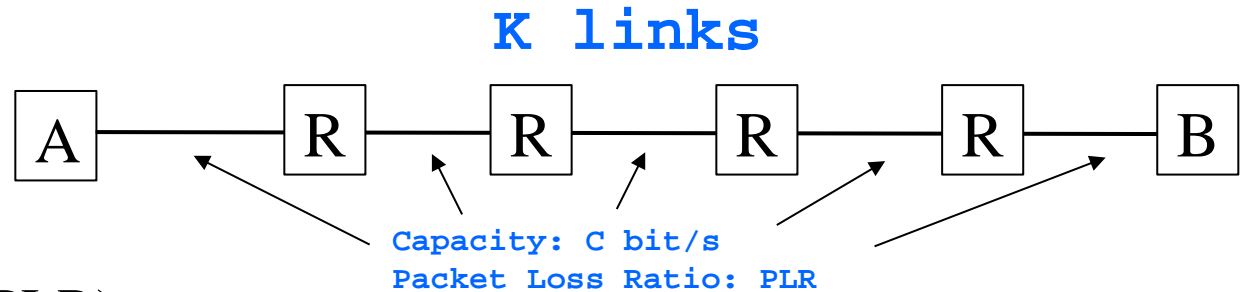 K links
A R R R R B
Capacity: C bit/s
Packet Loss Ratio: PLR